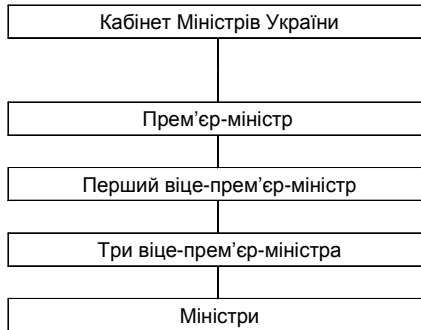 Кабінет Міністрів України
Прем’єр-міністр
Перший віце-прем’єр-міністр
Три віце-прем’єр-міністра
Міністри